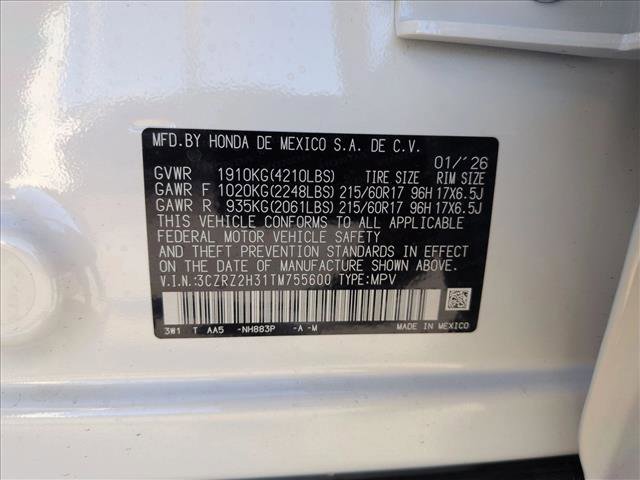 MFD.BY HONDA DE MEXICO S.A. DE C.V.
01/'26
GVWR 1910KG(4210LBS) TIRE SIZE RIM SIZE
GAWR F 1020KG(2248LBS) 215/60R17 96H 17X6.5J
GAWR R 935KG(2061LBS) 215/60R17 96H 17X6.5J
THIS VEHICLE CONFORMS TO ALL APPLICABLE
FEDERAL MOTOR VEHICLE SAFETY
AND THEFT PREVENTION STANDARDS IN EFFECT
ON THE DATE OF MANUFACTURE SHOWN ABOVE.
V.I.N:3CZRZ2H31TM755600 TYPE:MPV
3W1 T AA5 -NH883P -A-M MADE IN MEXICO